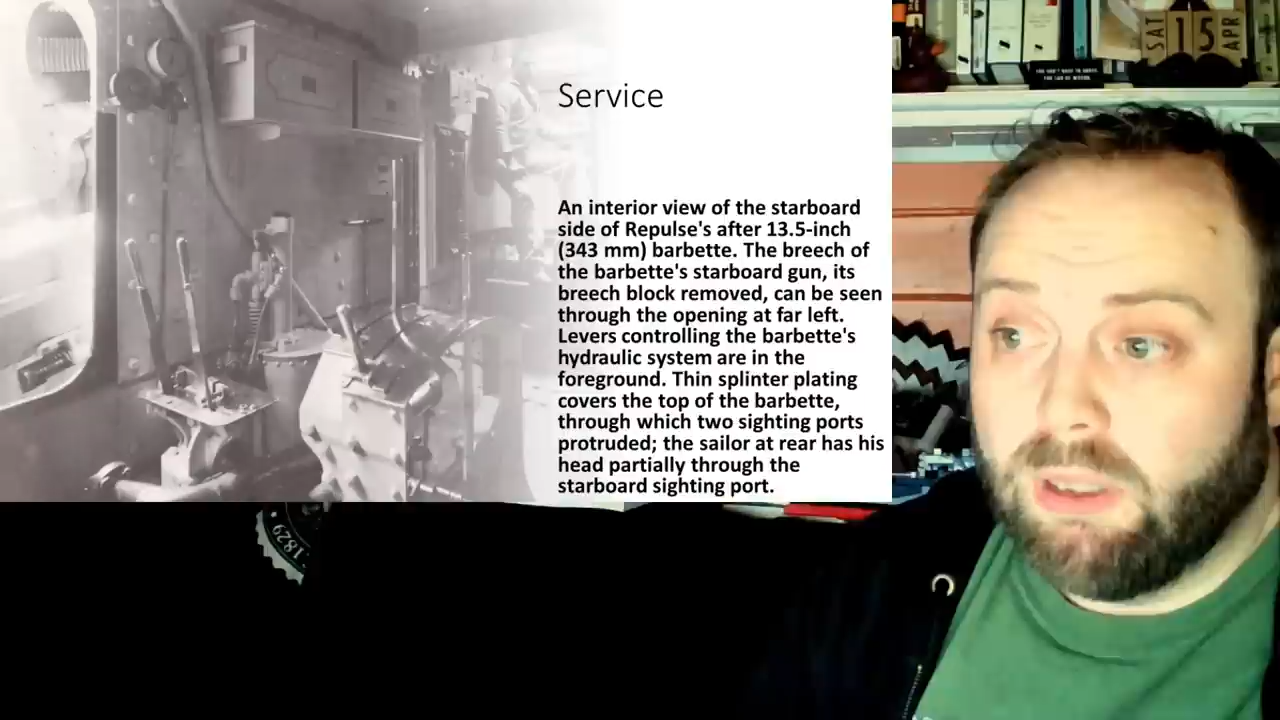 Service
An interior view of the starboard
side of Repulse's after 13.5-inch
(343 mm) barbette. The breech of
the barbette's starboard gun, its
breech block removed, can be seen
through the opening at far left.
Levers controlling the barbette's
hydraulic system are in the
foreground. Thin splinter plating
covers the top of the barbette,
through which two sighting ports
protruded; the sailor at rear has his
head partially through the
starboard sighting port.
SAT 15 APR
1829